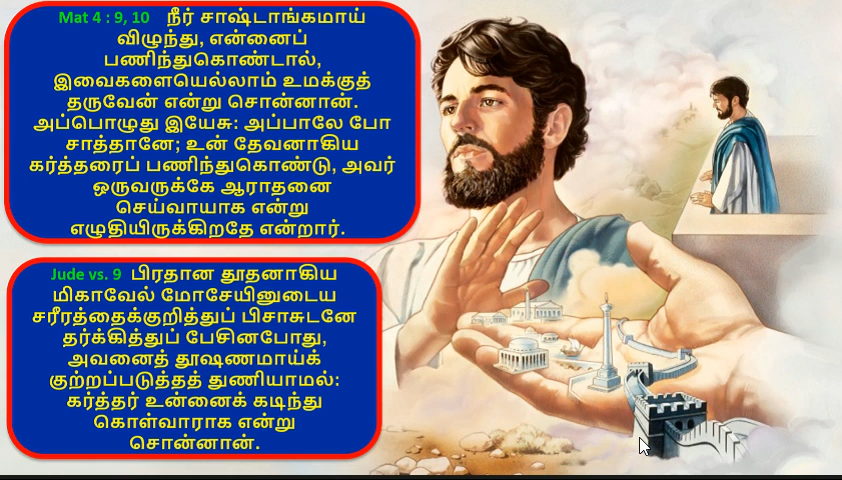 Mat 4 : 9, 10 நீர் சாஷ்டாங்கமாய்
விழுந்து, என்னைப்
பணிந்துகொண்டால்,
இவைகளையெல்லாம் உமக்குத்
தருவேன் என்று சொன்னான்.
அப்பொழுது இயேசு: அப்பாலே போ
சாத்தானே; உன் தேவனாகிய
கர்த்தரைப் பணிந்துகொண்டு, அவர்
ஒருவருக்கே ஆராதனை
செய்வாயாக என்று
எழுதியிருக்கிறதே என்றார்.
Jude vs. 9 பிரதான தூதனாகிய
மிகாவேல் மோசேயினுடைய
சரீரத்தைக்குறித்துப் பிசாசுடனே
தர்க்கித்துப் பேசினபோது,
அவனைத் தூஷணமாய்க்
குற்றப்படுத்தத் துணியாமல்:
கர்த்தர் உன்னைக் கடிந்து
கொள்வாராக என்று
சொன்னான்.